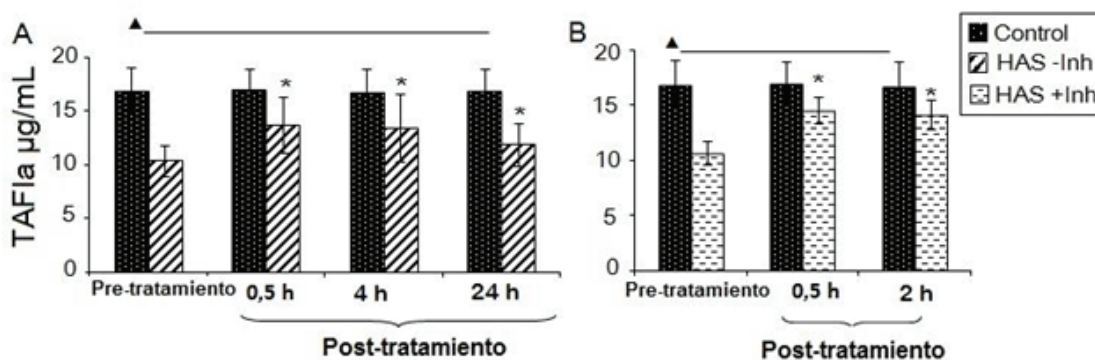 A
▲
TAFIa µg/mL
20
15
10
5
0
*
*
*
Pre-tratamiento
0,5 h
4 h
24 h
Post-tratamiento
B
▲
20
15
10
5
0
*
*
Pre-tratamiento
0,5 h
2 h
Post-tratamiento
Control
HAS -Inh
HAS +Inh